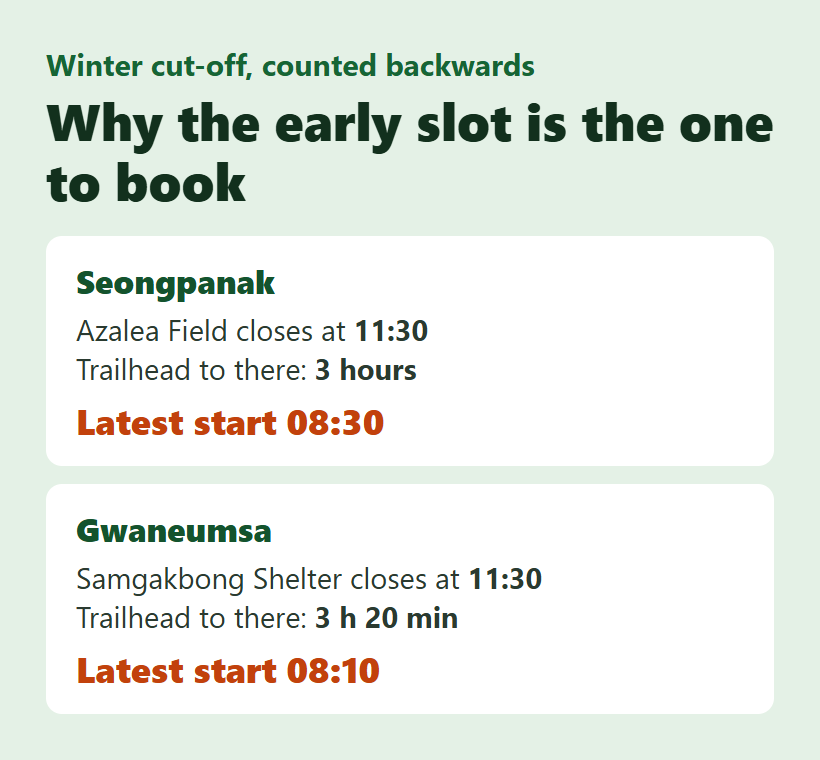 Winter cut-off, counted backwards
Why the early slot is the one
to book
Seongpanak
Azalea Field closes at 11:30
Trailhead to there: 3 hours
Latest start 08:30
Gwaneumsa
Samgakbong Shelter closes at 11:30
Trailhead to there: 3 h 20 min
Latest start 08:10